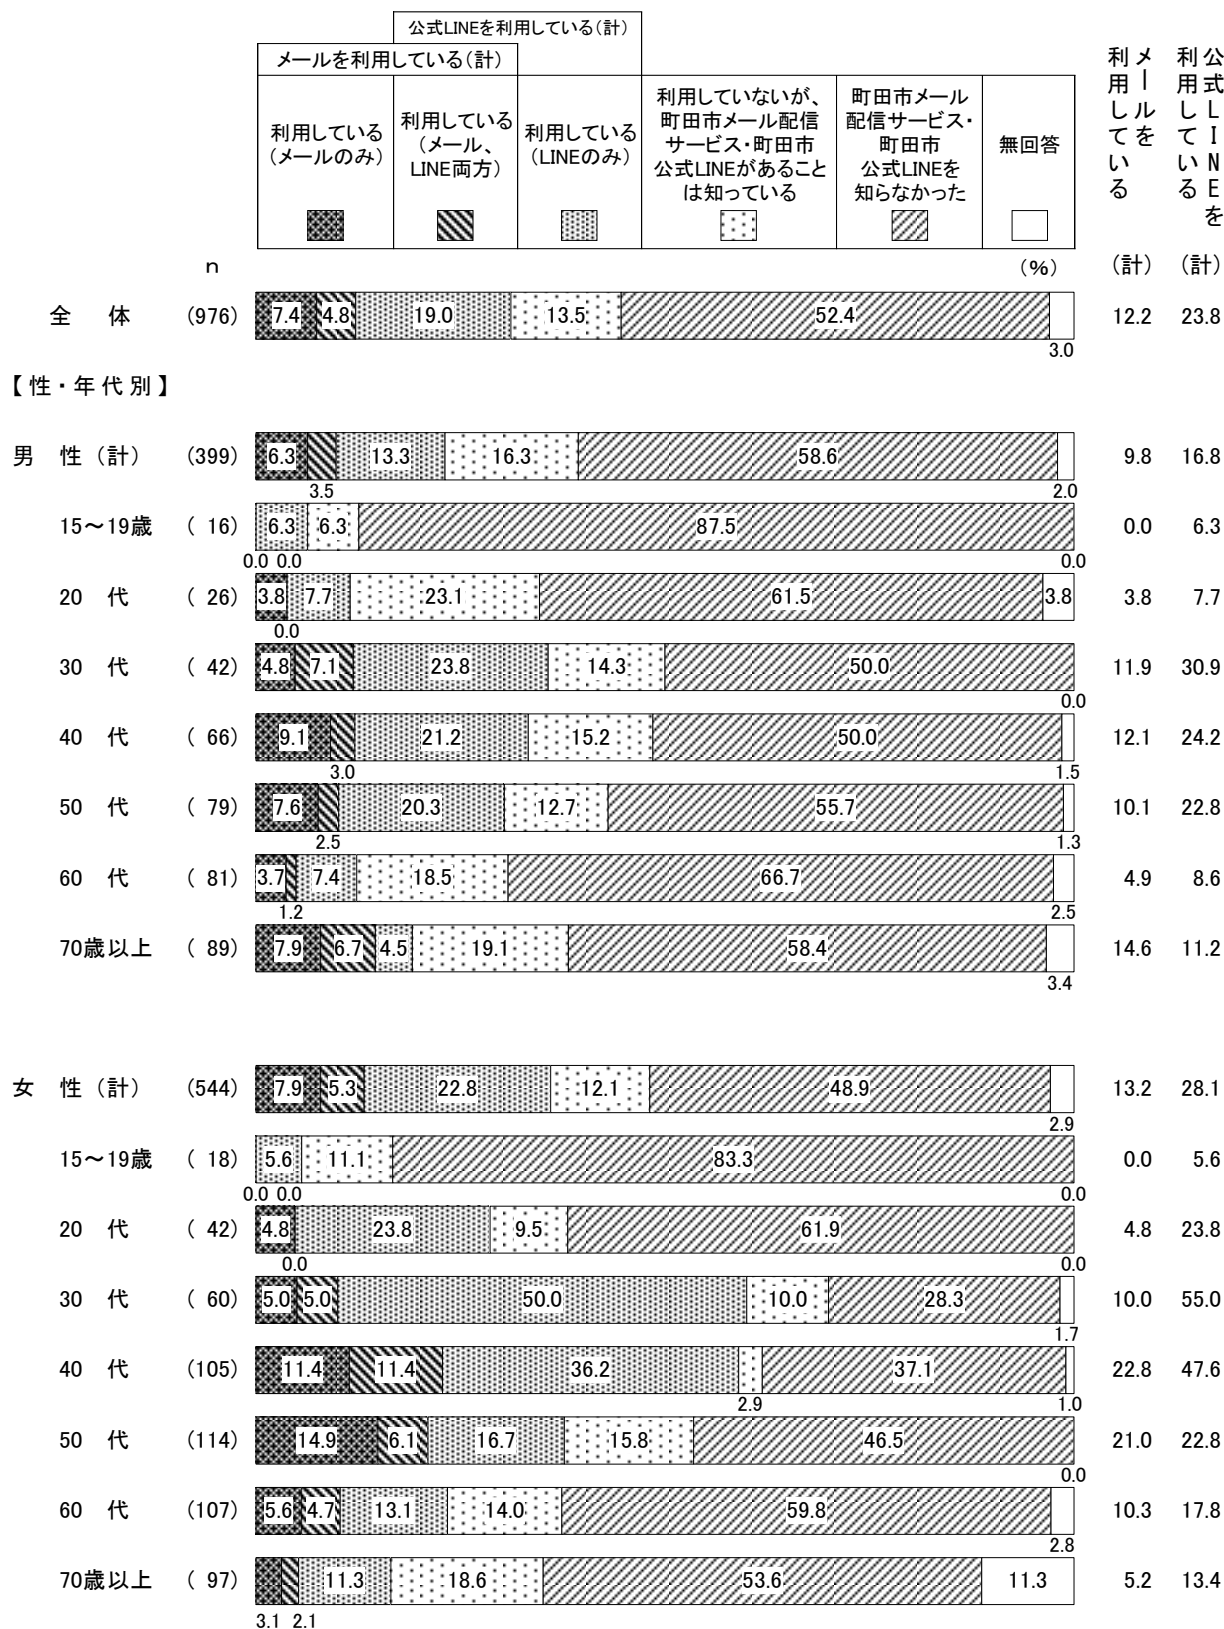 公式LINEを利用している（計）
メールを利用している（計）
利用している
（メールのみ）
利用している
（メール、
LINE両方）
利用している
（LINEのみ）
利用していないが、
町田市メール配信
サービス・町田市
公式LINEがあること
は知っている
町田市メール
配信サービス・
町田市
公式LINEを
知らなかった
無回答
メールを
利用している
公式LINEを
利用している
n （%） （計） （計）
全 体 (976) 7.4 4.8 19.0 13.5 52.4 12.2 23.8
3.0
【性・年代別】
男 性（計） (399) 6.3 13.3 16.3 58.6 9.8 16.8
3.5 2.0
15～19歳 ( 16) 6.3 6.3 87.5 0.0 6.3
0.0 0.0 0.0
20 代 ( 26) 3.8 7.7 23.1 61.5 3.8 3.8 7.7
0.0
30 代 ( 42) 4.8 7.1 23.8 14.3 50.0 11.9 30.9
0.0
40 代 ( 66) 9.1 21.2 15.2 50.0 12.1 24.2
3.0 1.5
50 代 ( 79) 7.6 20.3 12.7 55.7 10.1 22.8
2.5 1.3
60 代 ( 81) 3.7 7.4 18.5 66.7 4.9 8.6
1.2 2.5
70歳以上 ( 89) 7.9 6.7 4.5 19.1 58.4 14.6 11.2
3.4
女 性（計） (544) 7.9 5.3 22.8 12.1 48.9 13.2 28.1
2.9
15～19歳 ( 18) 5.6 11.1 83.3 0.0 5.6
0.0 0.0 0.0
20 代 ( 42) 4.8 23.8 9.5 61.9 4.8 23.8
0.0 0.0
30 代 ( 60) 5.0 5.0 50.0 10.0 28.3 10.0 55.0
1.7
40 代 (105) 11.4 11.4 36.2 37.1 22.8 47.6
2.9 1.0
50 代 (114) 14.9 6.1 16.7 15.8 46.5 21.0 22.8
0.0
60 代 (107) 5.6 4.7 13.1 14.0 59.8 10.3 17.8
2.8
70歳以上 ( 97) 11.3 18.6 53.6 11.3 5.2 13.4
3.1 2.1